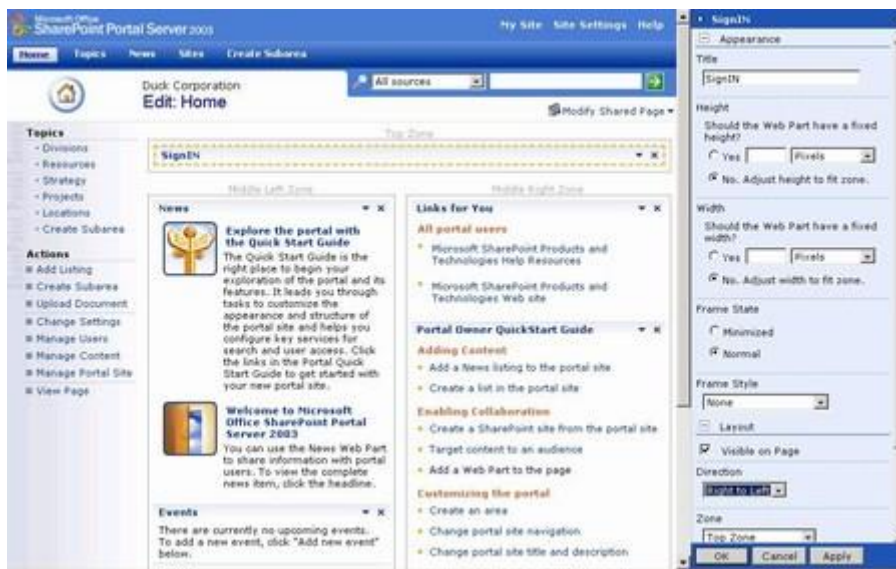 Microsoft Office
SharePoint Portal Server 2003
My Site Site Settings Help
Home Topics News Sites Create Subarea
Duck Corporation
Edit: Home
All sources
Modify Shared Page
Topics
Divisions
Resources
Strategy
Projects
Locations
Create Subarea
Actions
Add Listing
Create Subarea
Upload Document
Change Settings
Manage Users
Manage Content
Manage Portal Site
View Page
Top Zone
SignIN
Middle Left Zone
News
Explore the portal with
the Quick Start Guide
The Quick Start Guide is the
right place to begin your
exploration of the portal and its
features. It leads you through
tasks to customize the
appearance and structure of
the portal site and helps you
configure key services for
search and user access. Click
the links in the Portal Quick
Start Guide to get started with
your new portal site.
Welcome to Microsoft
Office SharePoint Portal
Server 2003
You can use the News Web Part
to share information with portal
users. To view the complete
news item, click the headline.
Events
There are currently no upcoming events.
To add a new event, click "Add new event"
below.
Middle Right Zone
Links for You
All portal users
Microsoft SharePoint Products and
Technologies Help Resources
Microsoft SharePoint Products and
Technologies Web site
Portal Owner QuickStart Guide
Adding Content
Add a News listing to the portal site
Create a list in the portal site
Enabling Collaboration
Create a SharePoint site from the portal site
Target content to an audience
Add a Web Part to the page
Customizing the portal
Create an area
Change portal site navigation
Change portal site title and description
SignIN
Appearance
Title
SignIN
Height
Should the Web Part have a fixed
height?
Yes Pixels
No. Adjust height to fit zone.
Width
Should the Web Part have a fixed
width?
Yes Pixels
No. Adjust width to fit zone.
Frame State
Minimized
Normal
Frame Style
None
Layout
Visible on Page
Direction
Right to Left
Zone
Top Zone
OK Cancel Apply